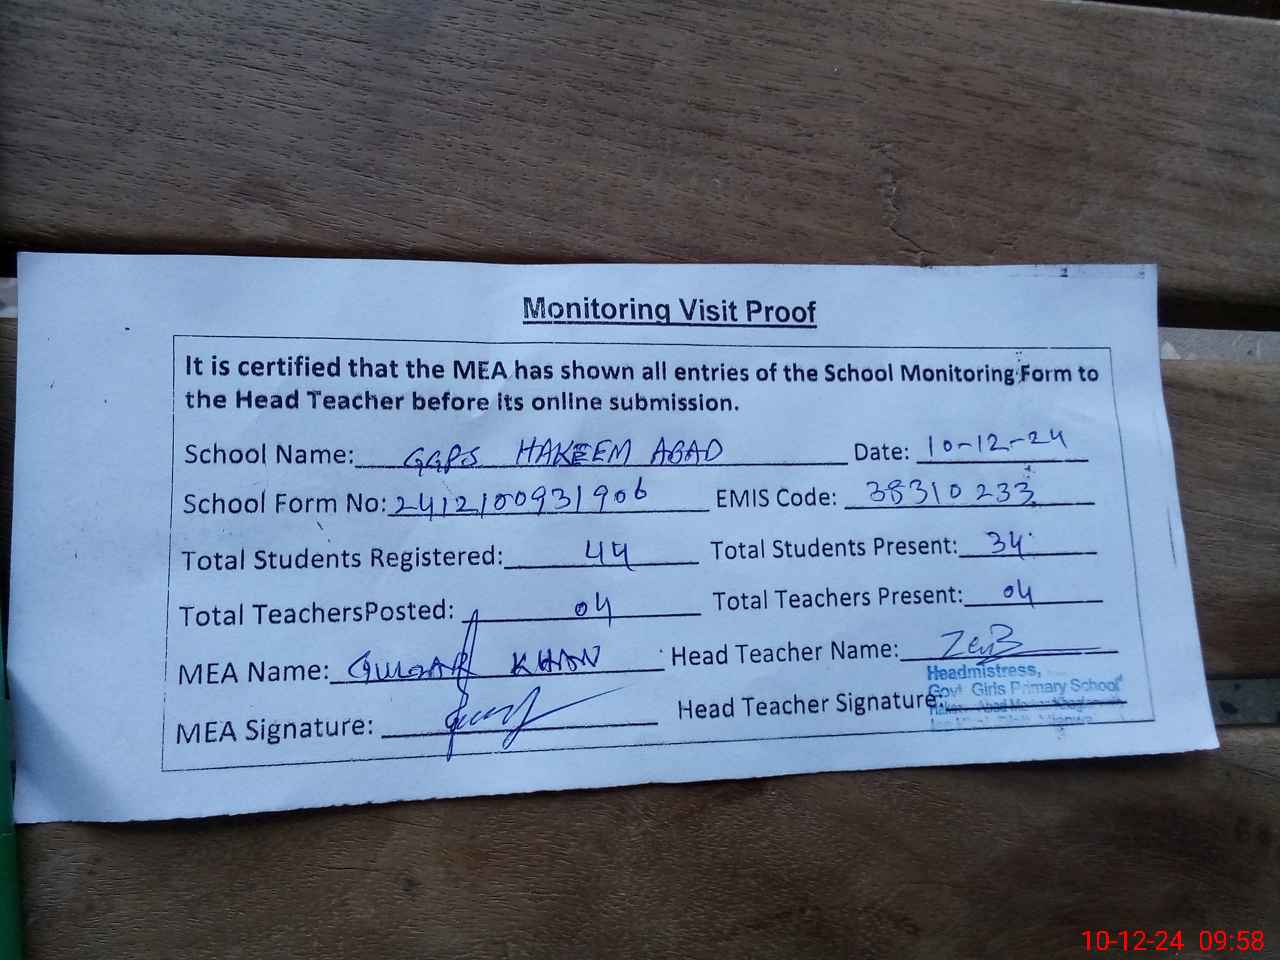 Monitoring Visit Proof
It is certified that the MEA has shown all entries of the School Monitoring Form to
the Head Teacher before its online submission.
School Name: GGPS HAKEEM ABAD Date: 10-12-24
School Form No: 2412100931906 EMIS Code: 38310233
Total Students Registered: 44 Total Students Present: 34
Total TeachersPosted: 04 Total Teachers Present: 04
MEA Name: GULZAR KHAN Head Teacher Name: ZeiB
Headmistress,
Govt Girls Primary School
MEA Signature: Head Teacher Signature:
10-12-24 09:58